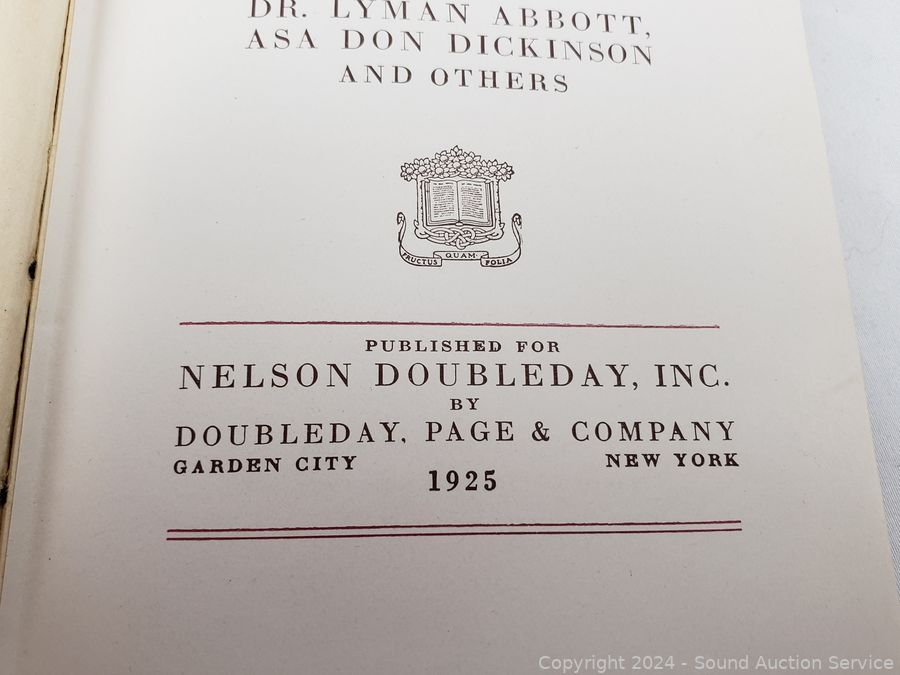 DR. LYMAN ABBOTT,
ASA DON DICKINSON
AND OTHERS
FRUCTUS QUAM FOLIA
PUBLISHED FOR
NELSON DOUBLEDAY, INC.
BY
DOUBLEDAY, PAGE & COMPANY
GARDEN CITY NEW YORK
1925
Copyright 2024 - Sound Auction Service